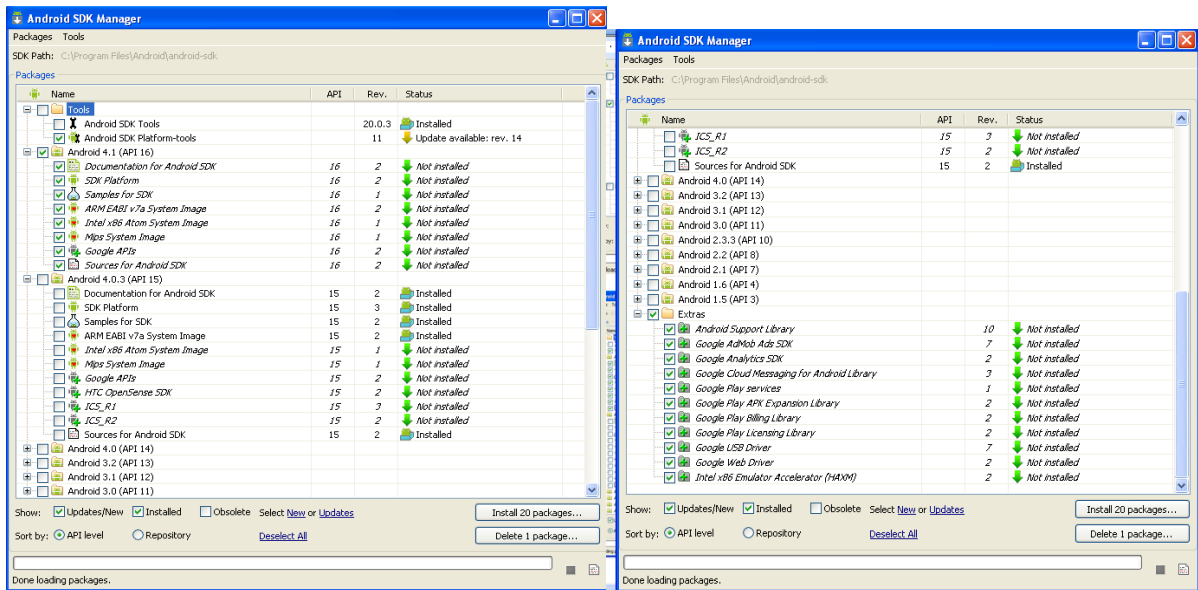 Android SDK Manager
Packages Tools
SDK Path: C:\Program Files\Android\android-sdk
Packages
Name API Rev. Status
Tools
Android SDK Tools 20.0.3 Installed
Android SDK Platform-tools 11 Update available: rev. 14
Android 4.1 (API 16)
Documentation for Android SDK 16 2 Not installed
SDK Platform 16 2 Not installed
Samples for SDK 16 1 Not installed
ARM EABI v7a System Image 16 2 Not installed
Intel x86 Atom System Image 16 1 Not installed
Mips System Image 16 1 Not installed
Google APIs 16 2 Not installed
Sources for Android SDK 16 2 Not installed
Android 4.0.3 (API 15)
Documentation for Android SDK 15 2 Installed
SDK Platform 15 3 Installed
Samples for SDK 15 2 Installed
ARM EABI v7a System Image 15 2 Installed
Intel x86 Atom System Image 15 1 Not installed
Mips System Image 15 1 Not installed
Google APIs 15 2 Not installed
HTC OpenSense SDK 15 2 Not installed
ICS_R1 15 3 Not installed
ICS_R2 15 2 Not installed
Sources for Android SDK 15 2 Installed
Android 4.0 (API 14)
Android 3.2 (API 13)
Android 3.1 (API 12)
Android 3.0 (API 11)
Show: Updates/New Installed Obsolete Select New or Updates Install 20 packages...
Sort by: API level Repository Deselect All Delete 1 package...
Done loading packages.
Android SDK Manager
Packages Tools
SDK Path: C:\Program Files\Android\android-sdk
Packages
Name API Rev. Status
ICS_R1 15 3 Not installed
ICS_R2 15 2 Not installed
Sources for Android SDK 15 2 Installed
Android 4.0 (API 14)
Android 3.2 (API 13)
Android 3.1 (API 12)
Android 3.0 (API 11)
Android 2.3.3 (API 10)
Android 2.2 (API 8)
Android 2.1 (API 7)
Android 1.6 (API 4)
Android 1.5 (API 3)
Extras
Android Support Library 10 Not installed
Google AdMob Ads SDK 7 Not installed
Google Analytics SDK 2 Not installed
Google Cloud Messaging for Android Library 3 Not installed
Google Play services 1 Not installed
Google Play APK Expansion Library 2 Not installed
Google Play Billing Library 2 Not installed
Google Play Licensing Library 2 Not installed
Google USB Driver 7 Not installed
Google Web Driver 2 Not installed
Intel x86 Emulator Accelerator (HAXM) 2 Not installed
Show: Updates/New Installed Obsolete Select New or Updates Install 20 packages...
Sort by: API level Repository Deselect All Delete 1 package...
Done loading packages.